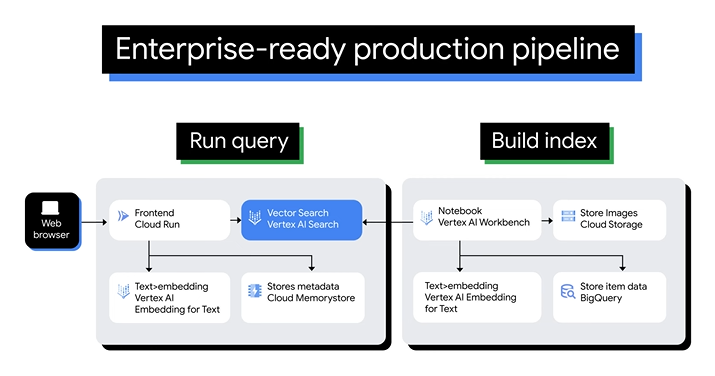 Enterprise-ready production pipeline
Run query
Build index
Web
browser
Frontend
Cloud Run
Vector Search
Vertex AI Search
Notebook
Vertex AI Workbench
Store Images
Cloud Storage
Text>embedding
Vertex AI
Embedding for Text
Stores metadata
Cloud Memorystore
Text>embedding
Vertex AI Embedding
for Text
Store item data
BigQuery